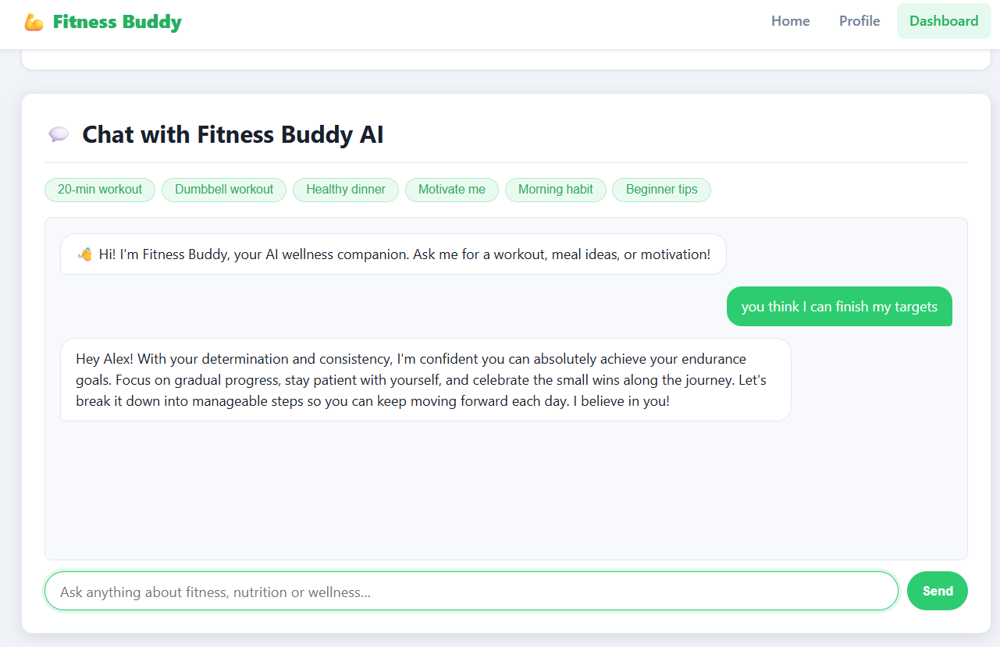 Fitness Buddy
Home Profile Dashboard
Chat with Fitness Buddy AI
20-min workout Dumbbell workout Healthy dinner Motivate me Morning habit Beginner tips
Hi! I'm Fitness Buddy, your AI wellness companion. Ask me for a workout, meal ideas, or motivation!
you think I can finish my targets
Hey Alex! With your determination and consistency, I'm confident you can absolutely achieve your endurance
goals. Focus on gradual progress, stay patient with yourself, and celebrate the small wins along the journey. Let's
break it down into manageable steps so you can keep moving forward each day. I believe in you!
Ask anything about fitness, nutrition or wellness...
Send